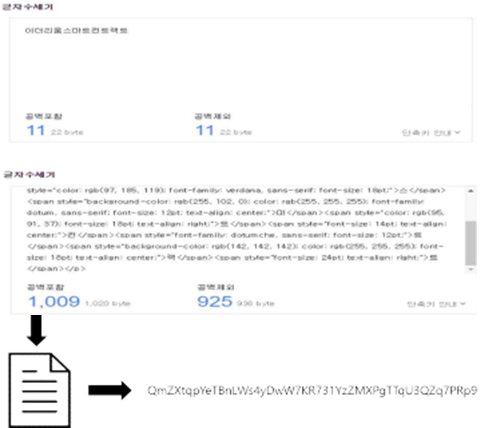 글자수세기
이더리움스마트컨트랙트
공백포함 공백제외
11 22 byte 11 22 byte 단축키 안내
글자수세기
style="color: rgb(97, 185, 119); font-family: verdana, sans-serif; font-size: 18pt;">스</span>
<span style="background-color: rgb(255, 102, 0); color: rgb(255, 255, 255); font-family:
dotum, sans-serif; font-size: 12pt; text-align: center;">마</span><span style="color: rgb(95,
91, 37); font-size: 18pt; text-align: right;">트</span><span style="font-size: 14pt; text-align:
center;">컨</span><span style="font-family: dotumche, sans-serif; font-size: 12pt;">트
</span><span style="background-color: rgb(142, 142, 142); color: rgb(255, 255, 255); font-
size: 18pt; text-align: center;">랙</span><span style="font-size: 24pt; text-align: right;">트
</span></p>
공백포함 공백제외
1,009 1,020 byte 925 936 byte 단축키 안내
QmZXtqpYeTBnLWs4yDwW7KR731YzZMXPgTTqU3QZq7PRp9